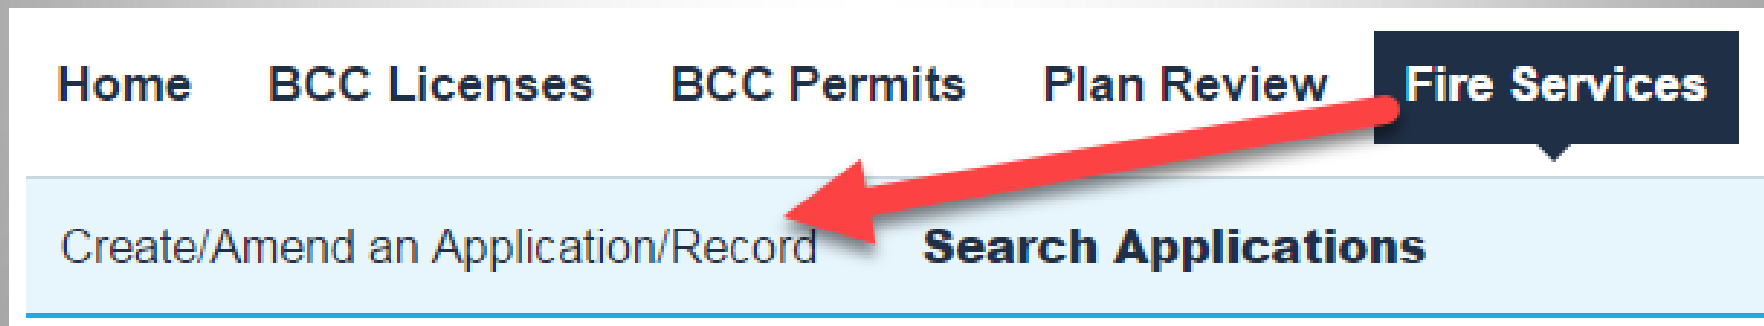 Home BCC Licenses BCC Permits Plan Review Fire Services
Create/Amend an Application/Record Search Applications